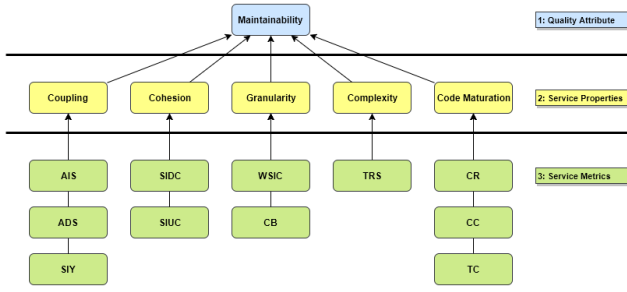 Maintainability
1: Quality Attribute
Coupling
Cohesion
Granularity
Complexity
Code Maturation
2: Service Properties
AIS
SIDC
WSIC
TRS
CR
3: Service Metrics
ADS
SIUC
CB
CC
SIY
TC